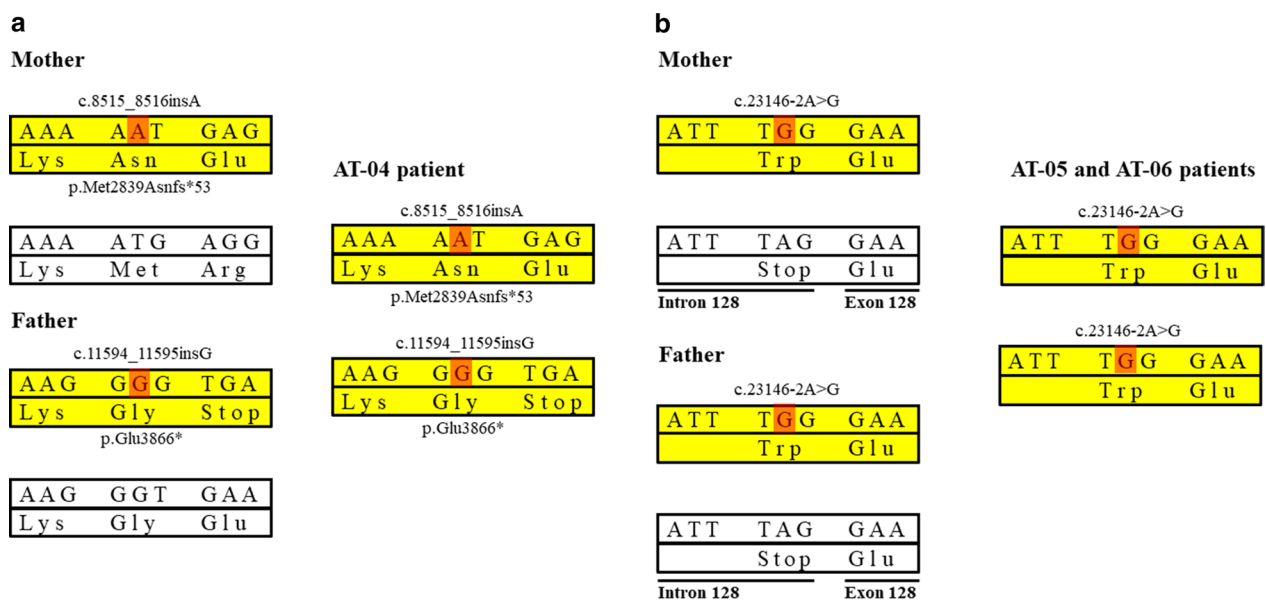 a
Mother
c.8515_8516insA
AAA AAT GAG
Lys Asn Glu
p.Met2839Asnfs*53
AAA ATG AGG
Lys Met Arg
Father
c.11594_11595insG
AAG GGG TGA
Lys Gly Stop
p.Glu3866*
AAG GGT GAA
Lys Gly Glu
AT-04 patient
c.8515_8516insA
AAA AAT GAG
Lys Asn Glu
p.Met2839Asnfs*53
c.11594_11595insG
AAG GGG TGA
Lys Gly Stop
p.Glu3866*
b
Mother
c.23146-2A>G
ATT TGG GAA
Trp Glu
ATT TAG GAA
Stop Glu
Intron 128 Exon 128
Father
c.23146-2A>G
ATT TGG GAA
Trp Glu
ATT TAG GAA
Stop Glu
Intron 128 Exon 128
AT-05 and AT-06 patients
c.23146-2A>G
ATT TGG GAA
Trp Glu
c.23146-2A>G
ATT TGG GAA
Trp Glu